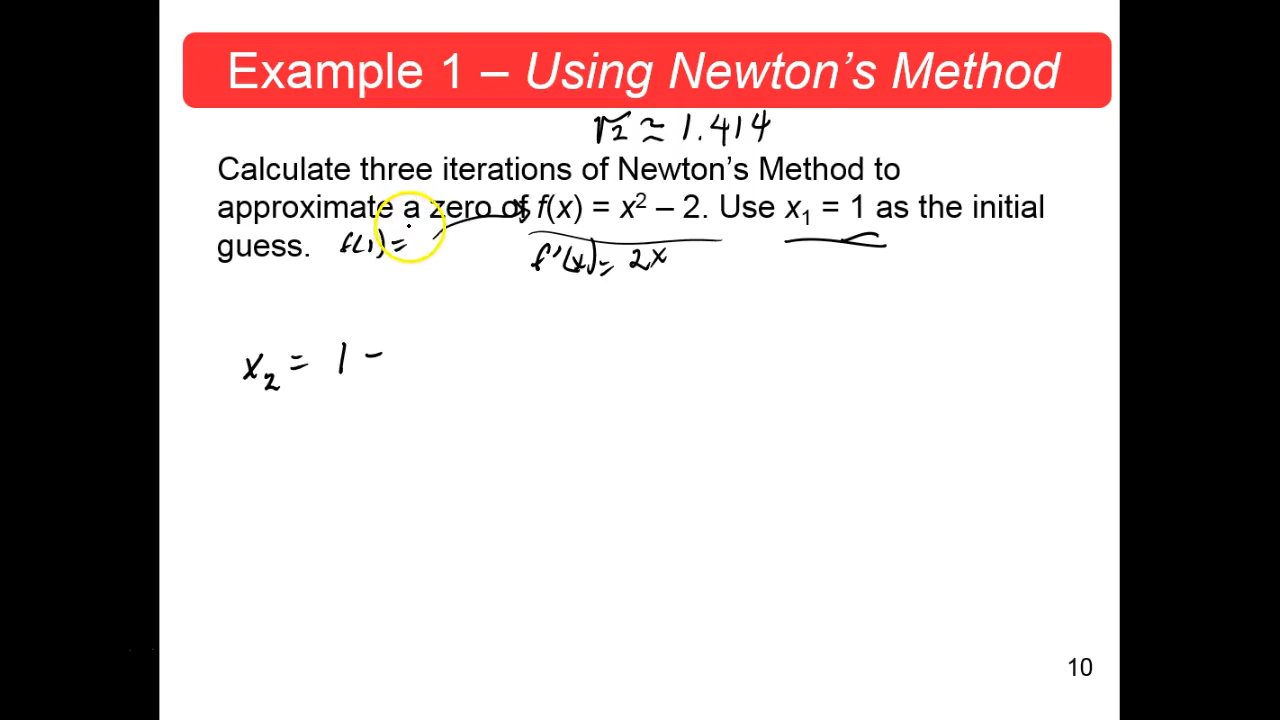 Example 1 – Using Newton's Method
√2 ≈ 1.414
Calculate three iterations of Newton's Method to
approximate a zero of f(x) = x² – 2. Use x₁ = 1 as the initial
guess. f(1) =
f'(x) = 2x
x₂ = 1 –
10